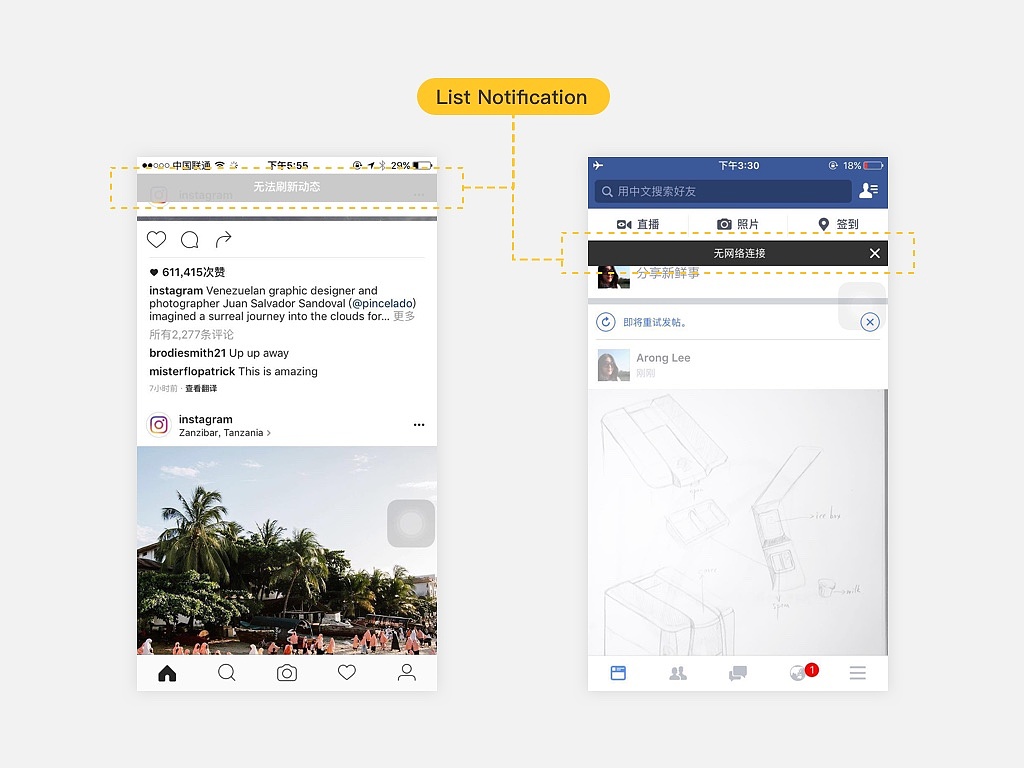 List Notification
中国联通
下午5:55
29%
instagram
无法刷新动态
611,415次赞
instagram Venezuelan graphic designer and
photographer Juan Salvador Sandoval (@pincelado)
imagined a surreal journey into the clouds for... 更多
所有2,277条评论
brodiesmith21 Up up away
misterflopatrick This is amazing
7小时前 · 查看翻译
instagram
Zanzibar, Tanzania >
下午3:30
18%
用中文搜索好友
直播
照片
签到
无网络连接
分享新鲜事
即将重试发帖。
Arong Lee
刚刚
ice box
milk
1